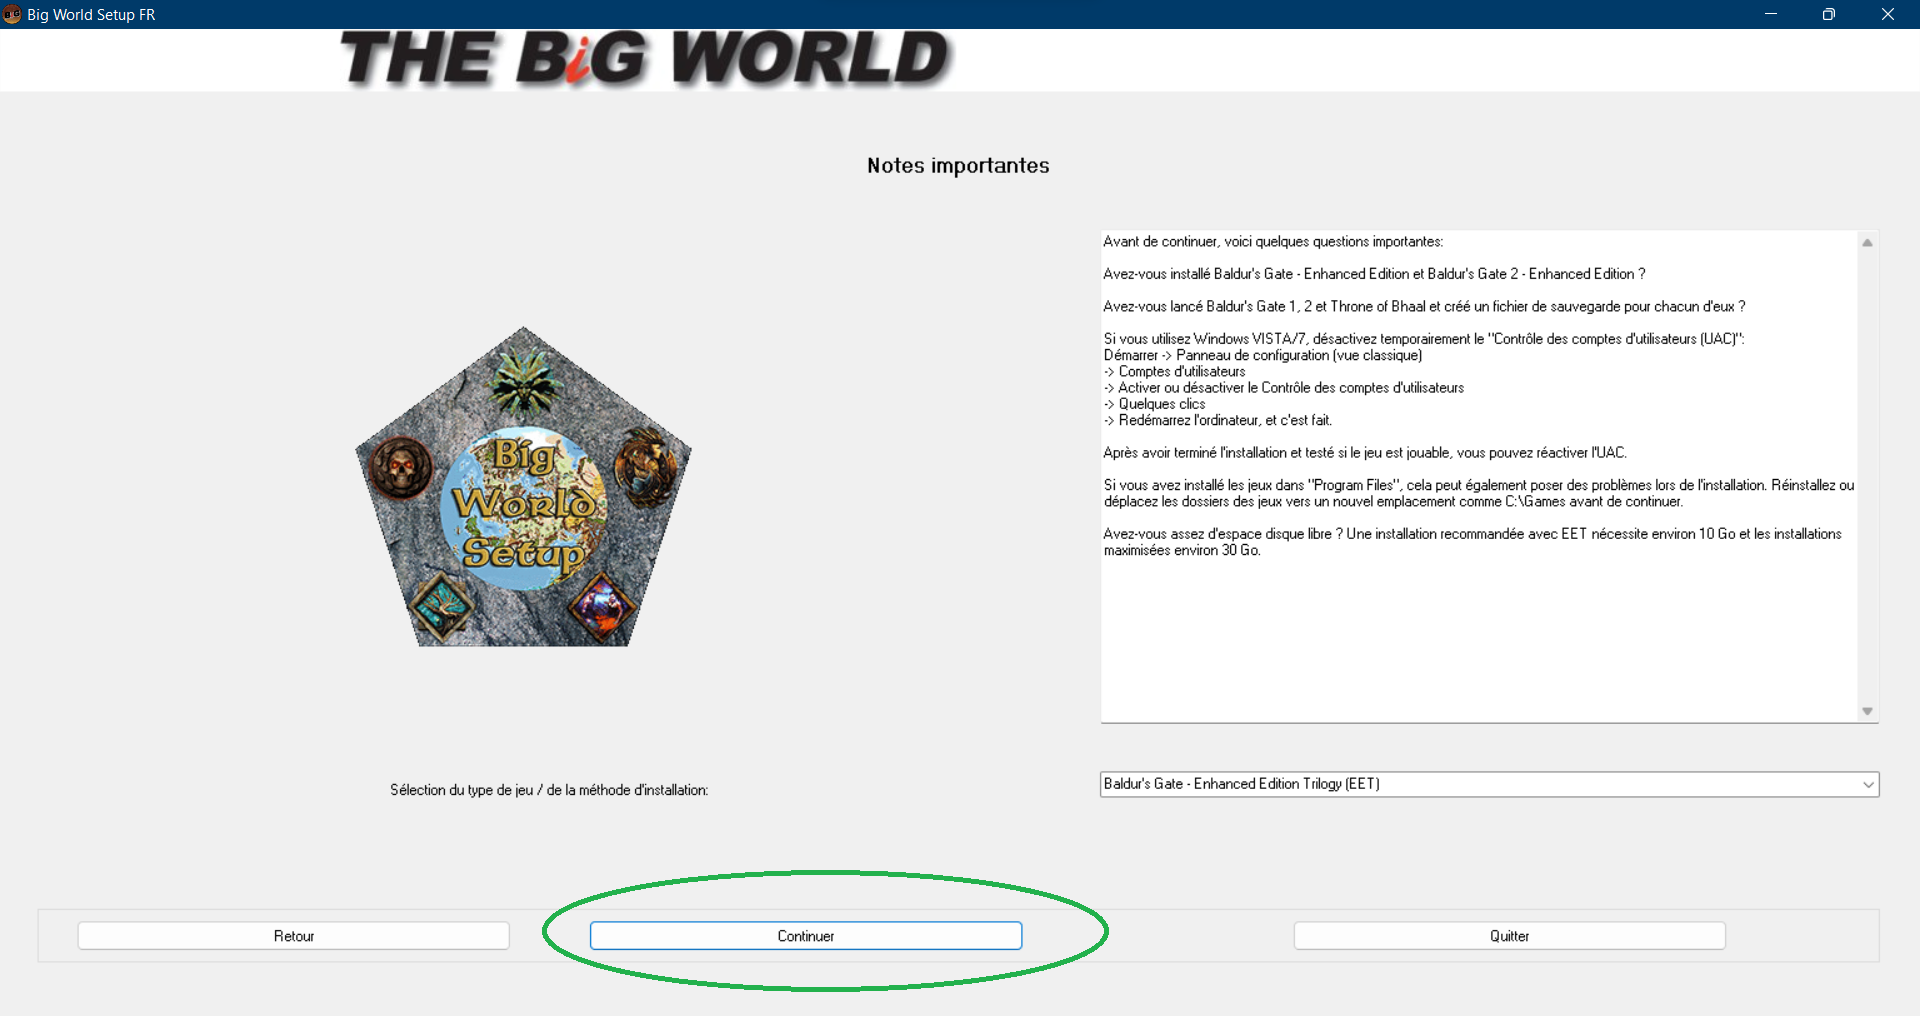 Big World Setup FR
THE BiG WORLD
Notes importantes
Avant de continuer, voici quelques questions importantes:
Avez-vous installé Baldur's Gate - Enhanced Edition et Baldur's Gate 2 - Enhanced Edition ?
Avez-vous lancé Baldur's Gate 1, 2 et Throne of Bhaal et créé un fichier de sauvegarde pour chacun d'eux ?
Si vous utilisez Windows VISTA/7, désactivez temporairement le "Contrôle des comptes d'utilisateurs (UAC)":
Démarrer -> Panneau de configuration (vue classique)
-> Comptes d'utilisateurs
-> Activer ou désactiver le Contrôle des comptes d'utilisateurs
-> Quelques clics
-> Redémarrez l'ordinateur, et c'est fait.
Après avoir terminé l'installation et testé si le jeu est jouable, vous pouvez réactiver l'UAC.
Si vous avez installé les jeux dans "Program Files", cela peut également poser des problèmes lors de l'installation. Réinstallez ou
déplacez les dossiers des jeux vers un nouvel emplacement comme C:\Games avant de continuer.
Avez-vous assez d'espace disque libre ? Une installation recommandée avec EET nécessite environ 10 Go et les installations
maximisées environ 30 Go.
Big
World
Setup
Sélection du type de jeu / de la méthode d'installation:
Baldur's Gate - Enhanced Edition Trilogy (EET)
Retour
Continuer
Quitter